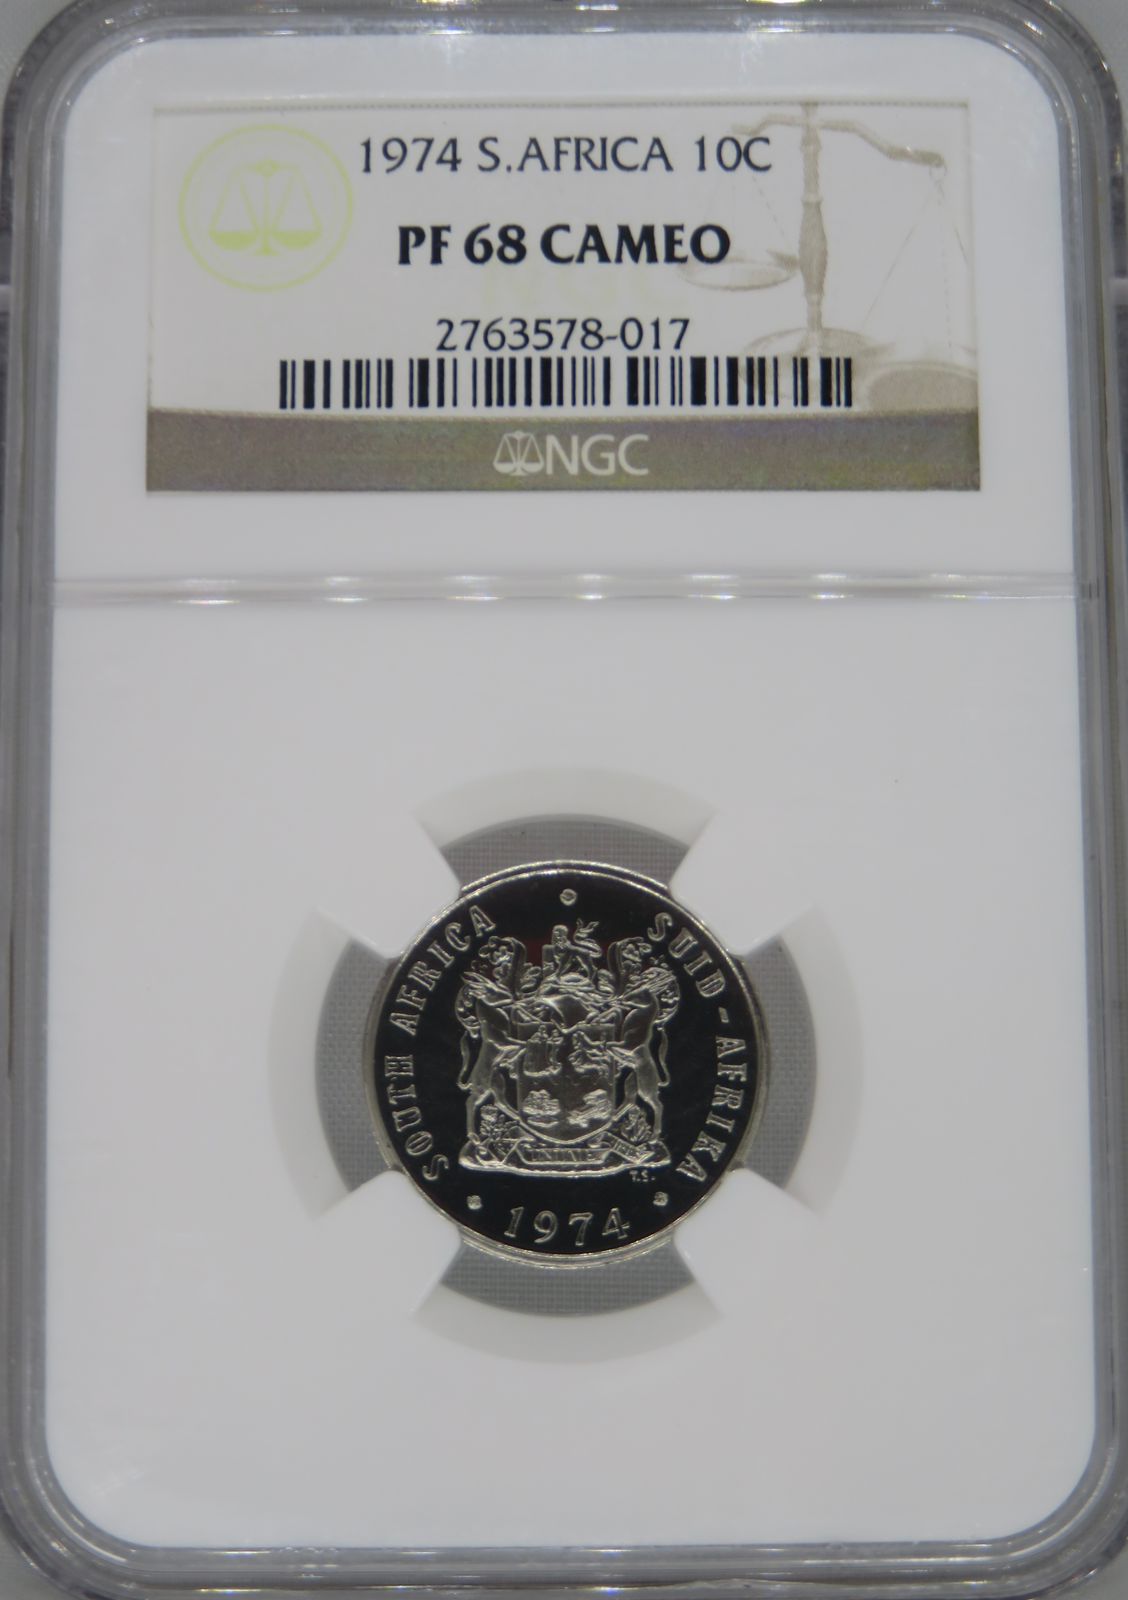 1974 S.AFRICA 10C
PF 68 CAMEO
2763578-017
NGC
SOUTH AFRICA
SUID-AFRIKA
T.S.
1974